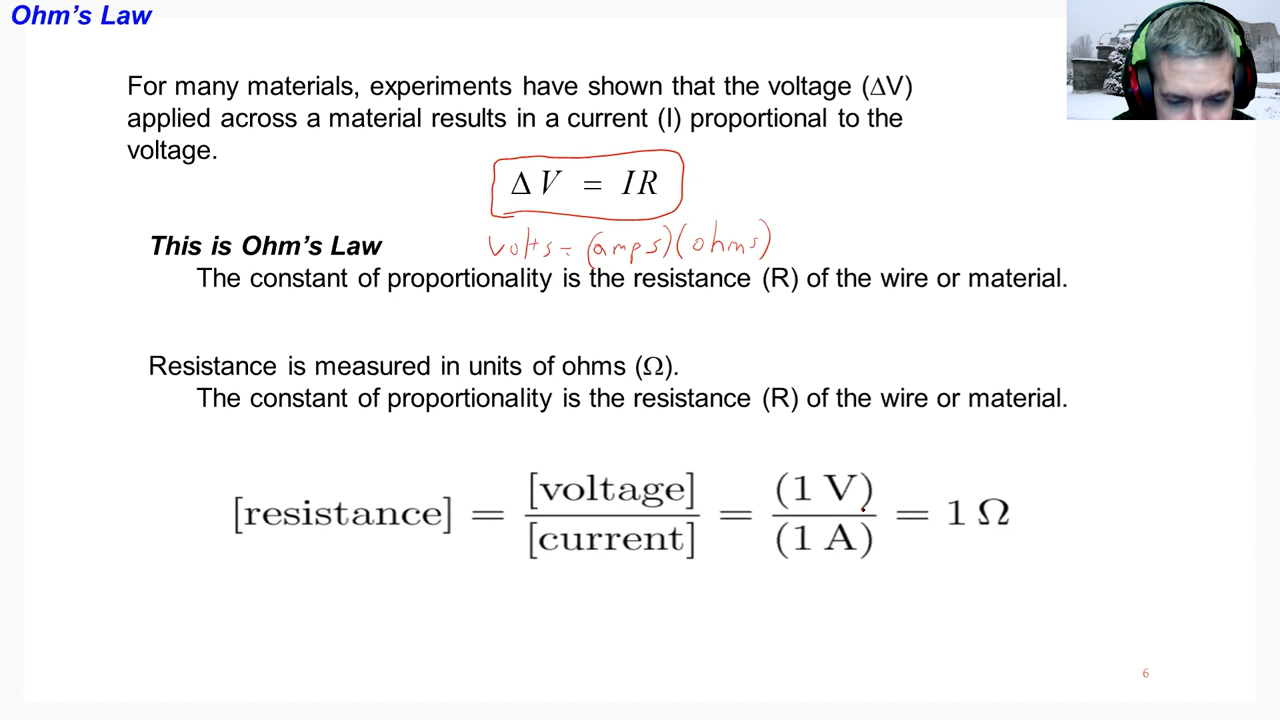 Ohm's Law
For many materials, experiments have shown that the voltage (ΔV)
applied across a material results in a current (I) proportional to the
voltage.
Δ V = IR
volts = (amps)(ohms)
This is Ohm's Law
The constant of proportionality is the resistance (R) of the wire or material.
Resistance is measured in units of ohms (Ω).
The constant of proportionality is the resistance (R) of the wire or material.
[resistance] = [voltage] / [current] = (1 V) / (1 A) = 1 Ω
6